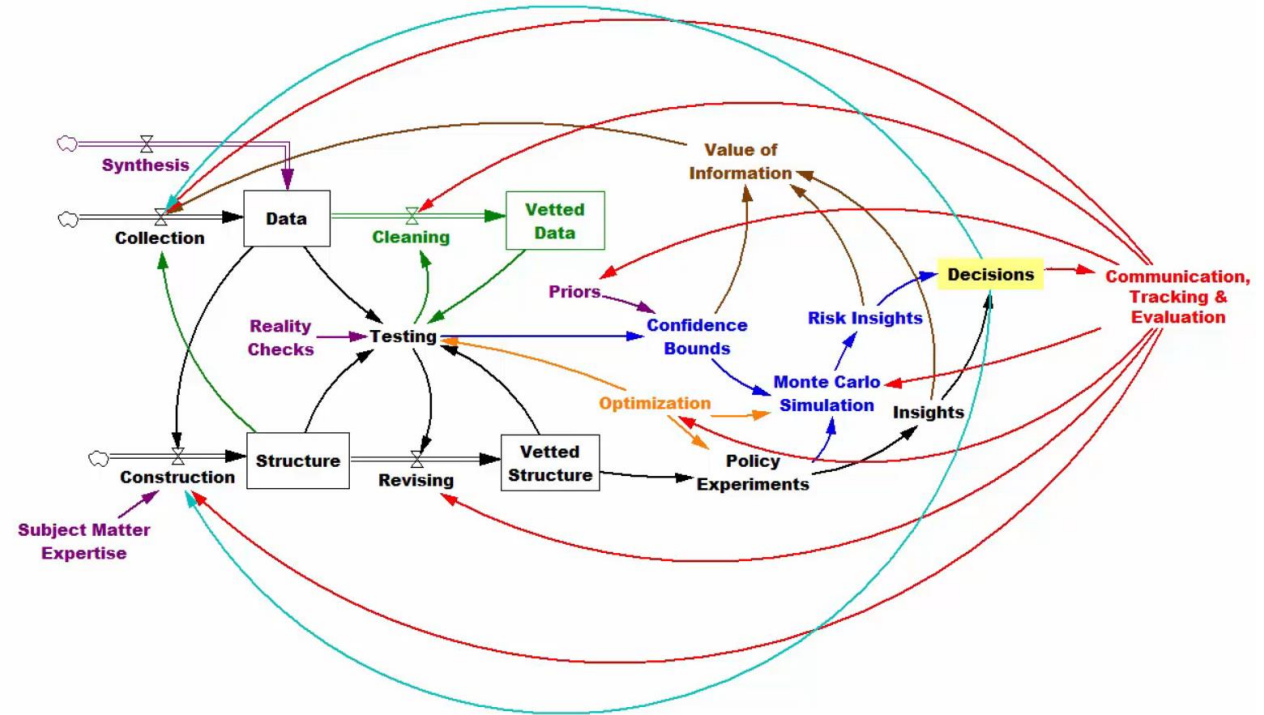 Value of
Information
Synthesis
Data
Vetted
Data
Collection
Cleaning
Decisions
Communication,
Tracking &
Evaluation
Priors
Reality
Checks
Testing
Confidence
Bounds
Risk Insights
Optimization
Monte Carlo
Simulation
Insights
Construction
Structure
Revising
Vetted
Structure
Policy
Experiments
Subject Matter
Expertise